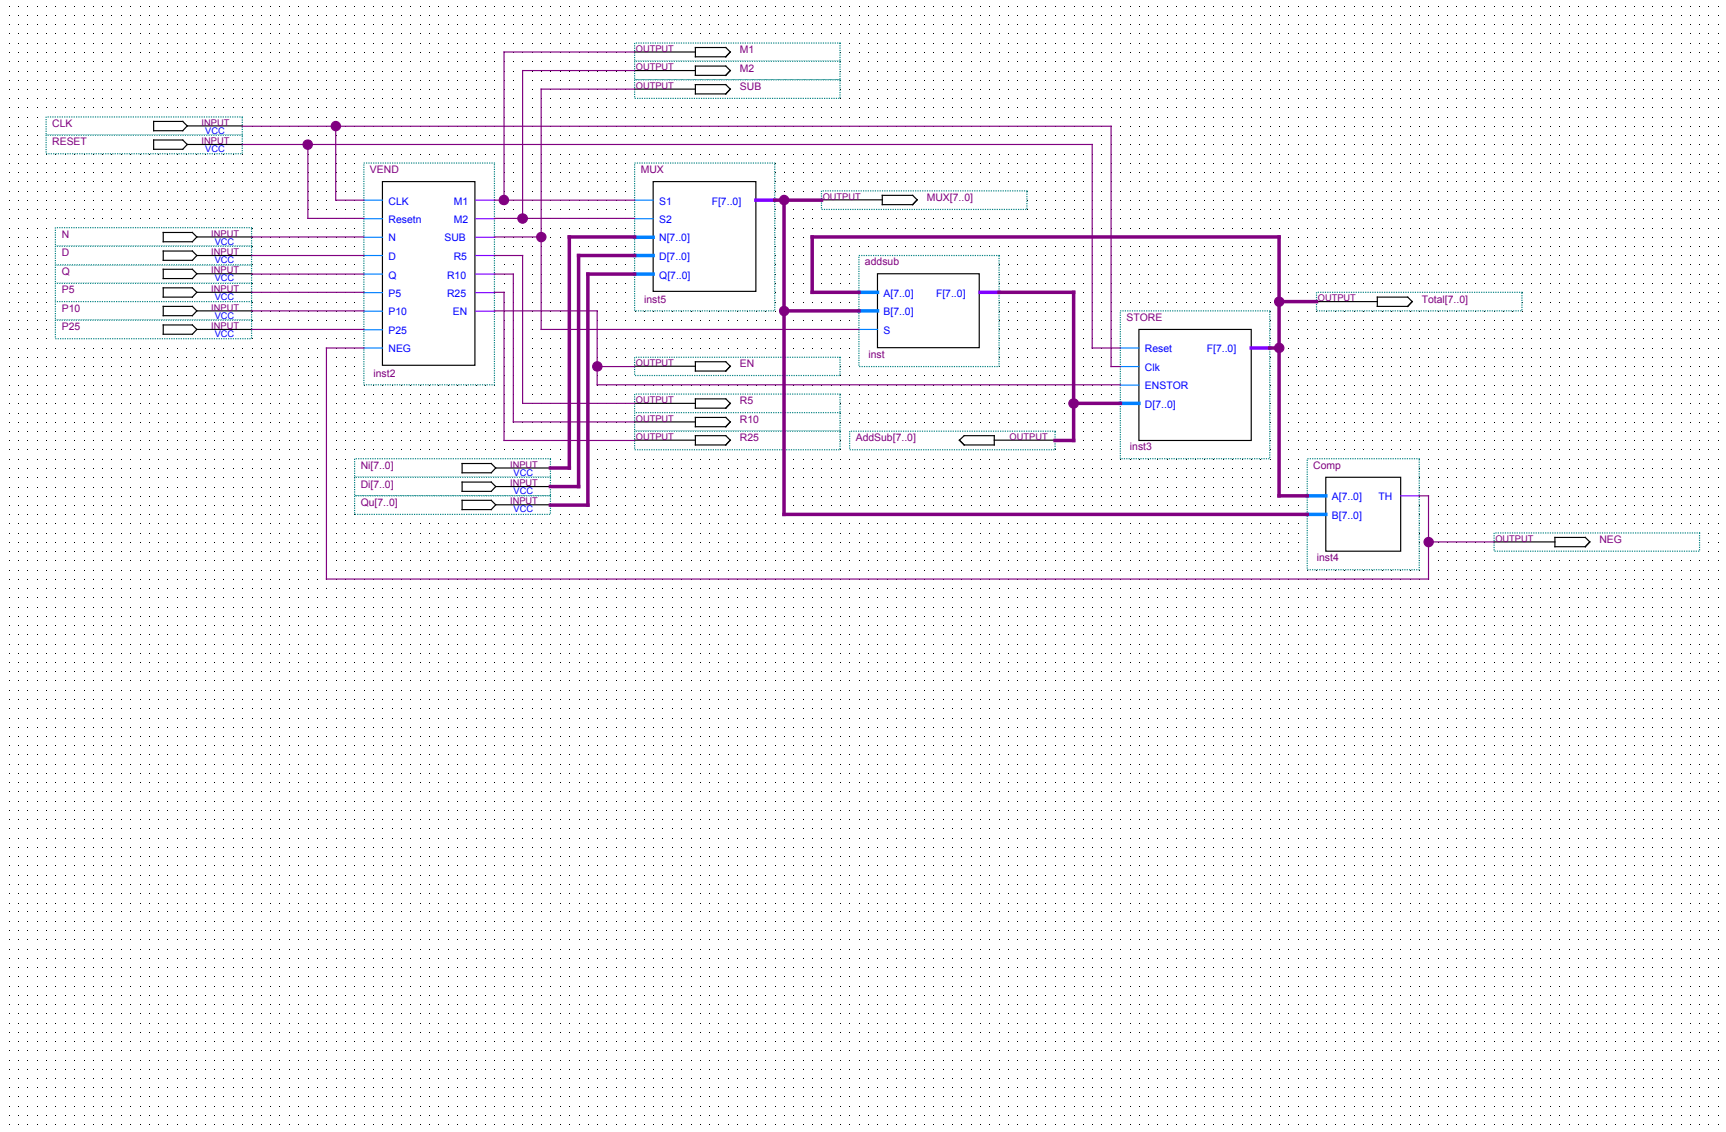 OUTPUT M1
OUTPUT M2
OUTPUT SUB
CLK INPUT
VCC
RESET INPUT
VCC
VEND
CLK M1
Resetn M2
N SUB
D R5
Q R10
P5 R25
P10 EN
P25
NEG
inst2
N INPUT
VCC
D INPUT
VCC
Q INPUT
VCC
P5 INPUT
VCC
P10 INPUT
VCC
P25 INPUT
VCC
MUX
S1 F[7..0]
S2
N[7..0]
D[7..0]
Q[7..0]
inst5
OUTPUT MUX[7..0]
addsub
A[7..0] F[7..0]
B[7..0]
S
inst
OUTPUT Total[7..0]
STORE
Reset F[7..0]
Clk
ENSTOR
D[7..0]
inst3
OUTPUT EN
OUTPUT R5
OUTPUT R10
OUTPUT R25
AddSub[7..0] OUTPUT
Ni[7..0] INPUT
VCC
Di[7..0] INPUT
VCC
Qu[7..0] INPUT
VCC
Comp
A[7..0] TH
B[7..0]
inst4
OUTPUT NEG